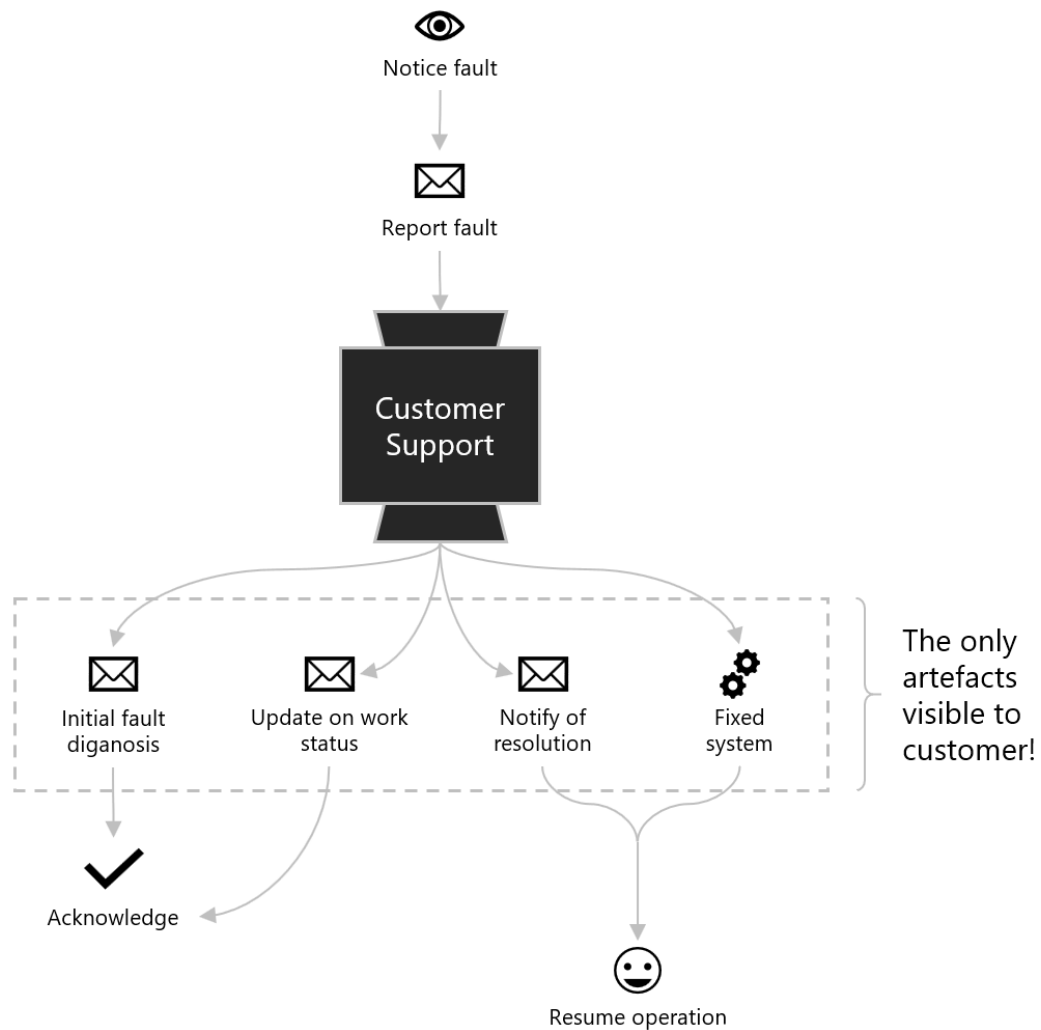 Notice fault
Report fault
Customer
Support
Initial fault
diganosis
Update on work
status
Notify of
resolution
Fixed
system
The only
artefacts
visible to
customer!
Acknowledge
Resume operation